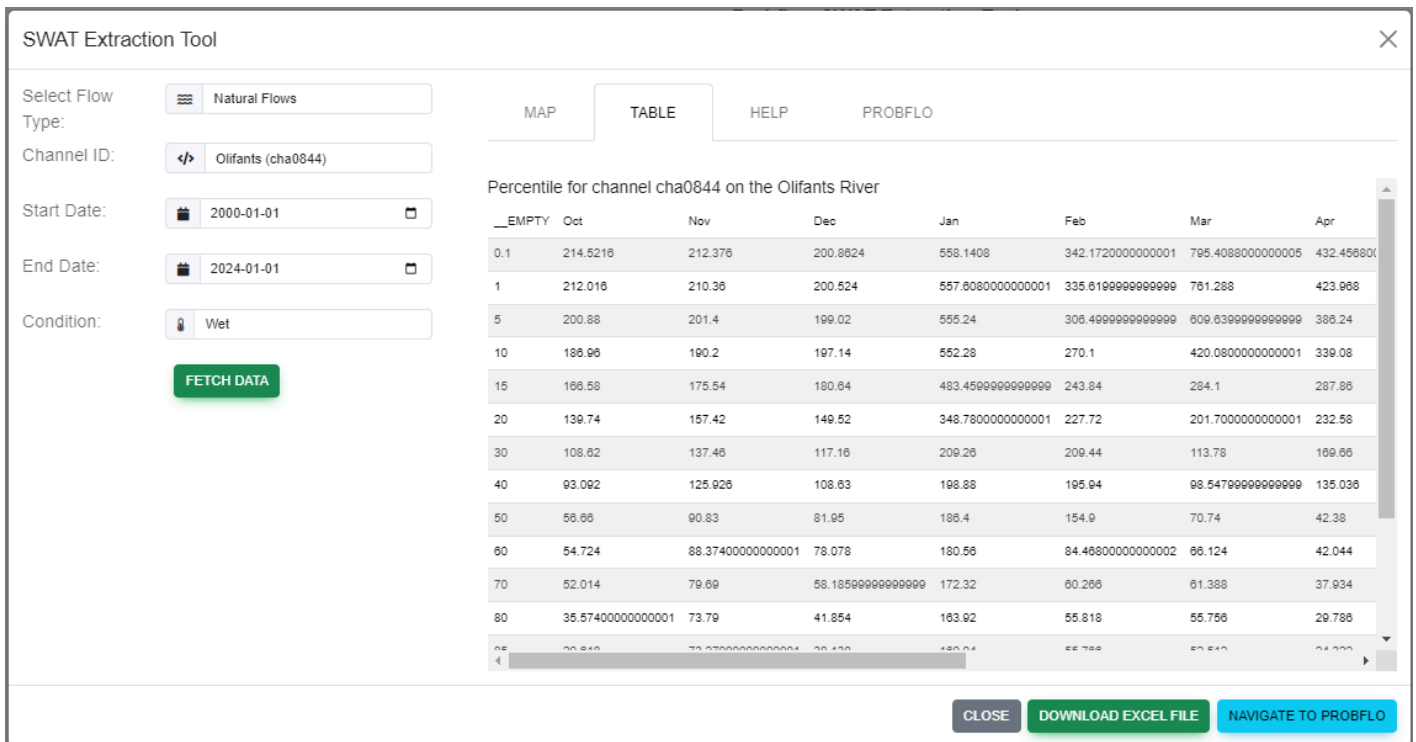 SWAT Extraction Tool
Select Flow Type:
Natural Flows
Channel ID:
Olifants (cha0844)
Start Date:
2000-01-01
End Date:
2024-01-01
Condition:
Wet
FETCH DATA
MAP TABLE HELP PROBFLO
Percentile for channel cha0844 on the Olifants River
__EMPTY Oct Nov Dec Jan Feb Mar Apr
0.1 214.5216 212.376 200.8624 558.1408 342.1720000000001 795.4088000000005 432.45680
1 212.016 210.36 200.524 557.6080000000001 335.6199999999999 761.288 423.968
5 200.88 201.4 199.02 555.24 306.4999999999999 609.6399999999999 386.24
10 186.96 190.2 197.14 552.28 270.1 420.0800000000001 339.08
15 166.58 175.54 180.64 483.4599999999999 243.84 284.1 287.86
20 139.74 157.42 149.52 348.7800000000001 227.72 201.7000000000001 232.58
30 108.62 137.46 117.16 209.26 209.44 113.78 169.66
40 93.092 125.926 108.63 198.88 195.94 98.54799999999999 135.036
50 56.66 90.83 81.95 186.4 154.9 70.74 42.38
60 54.724 88.37400000000001 78.078 180.56 84.46800000000002 66.124 42.044
70 52.014 79.69 58.18599999999999 172.32 60.266 61.388 37.934
80 35.57400000000001 73.79 41.854 163.92 55.818 55.756 29.786
CLOSE DOWNLOAD EXCEL FILE NAVIGATE TO PROBFLO